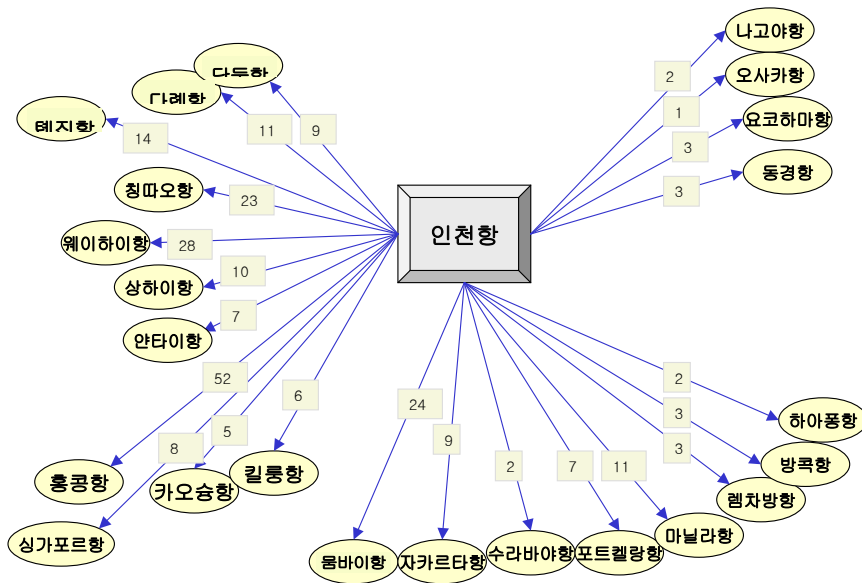 나고야항
2
오사카항
1
요코하마항
3
동경항
3
9
11
14
칭따오항
23
웨이하이항
28
상하이항
10
얀타이항
7
인천항
홍콩항
52
싱가포르항
8
카오슝항
5
킬룽항
6
뭄바이항
24
자카르타항
9
수라바야항
2
포트켈랑항
7
마닐라항
11
렘차방항
3
방콕항
3
하아퐁항
2